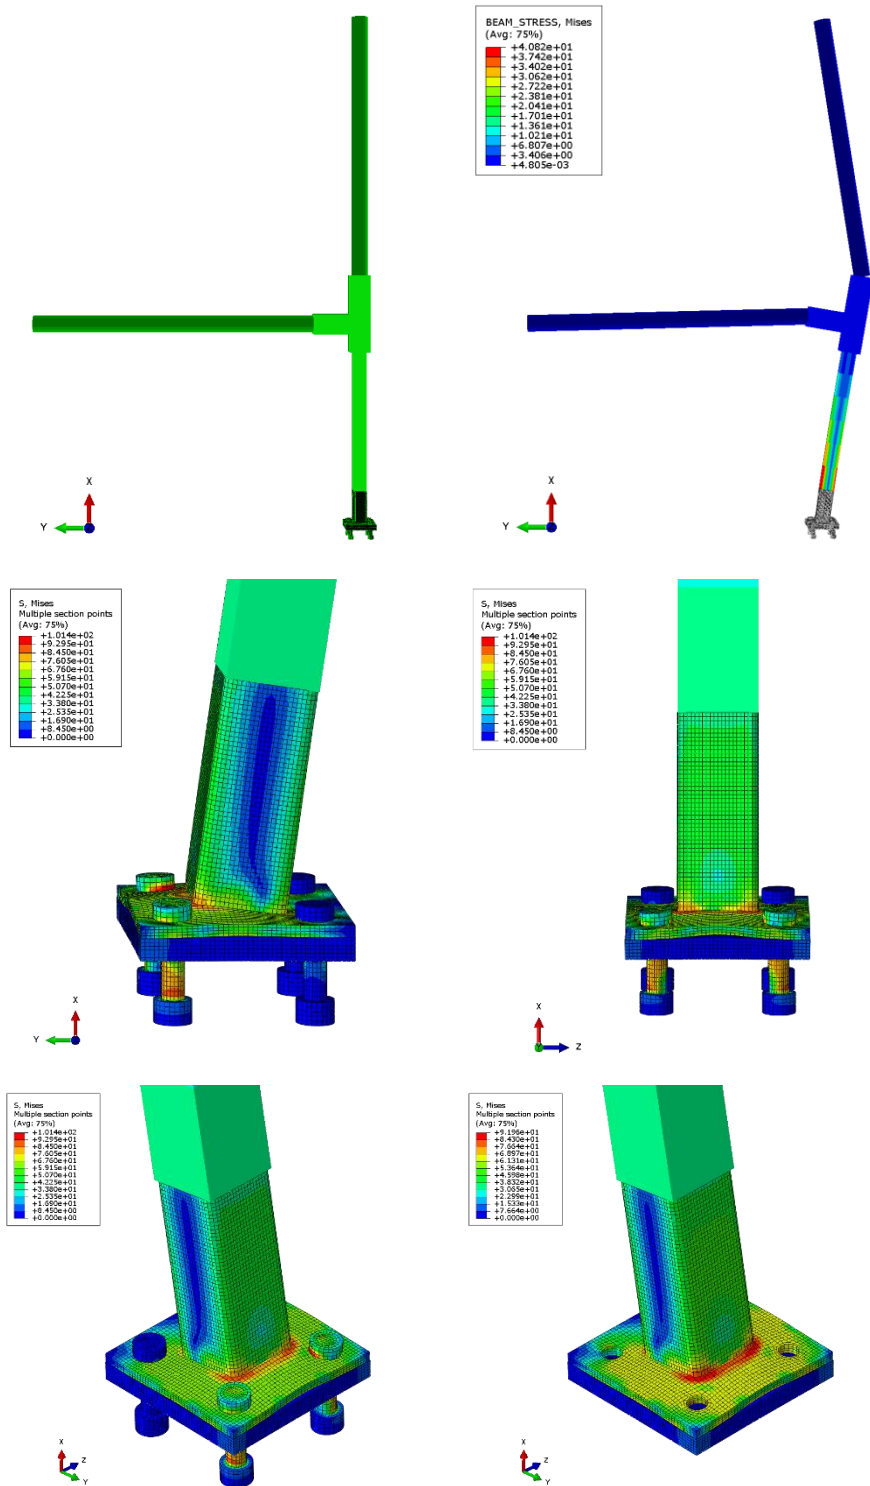 BEAM_STRESS, Mises
(Avg: 75%)
+4.082e+01
+3.742e+01
+3.402e+01
+3.062e+01
+2.722e+01
+2.381e+01
+2.041e+01
+1.701e+01
+1.361e+01
+1.021e+01
+6.807e+00
+3.406e+00
+4.805e-03
X
Y
X
Y
S, Mises
Multiple section points
(Avg: 75%)
+1.014e+02
+9.295e+01
+8.450e+01
+7.605e+01
+6.760e+01
+5.915e+01
+5.070e+01
+4.225e+01
+3.380e+01
+2.535e+01
+1.690e+01
+8.450e+00
+0.000e+00
X
Y
S, Mises
Multiple section points
(Avg: 75%)
+1.014e+02
+9.295e+01
+8.450e+01
+7.605e+01
+6.760e+01
+5.915e+01
+5.070e+01
+4.225e+01
+3.380e+01
+2.535e+01
+1.690e+01
+8.450e+00
+0.000e+00
X
Y
Z
S, Mises
Multiple section points
(Avg: 75%)
+1.014e+02
+9.295e+01
+8.450e+01
+7.605e+01
+6.760e+01
+5.915e+01
+5.070e+01
+4.225e+01
+3.380e+01
+2.535e+01
+1.690e+01
+8.450e+00
+0.000e+00
X
Z
Y
S, Mises
Multiple section points
(Avg: 75%)
+9.196e+01
+8.430e+01
+7.664e+01
+6.897e+01
+6.131e+01
+5.364e+01
+4.598e+01
+3.832e+01
+3.065e+01
+2.299e+01
+1.533e+01
+7.664e+00
+0.000e+00
X
Z
Y